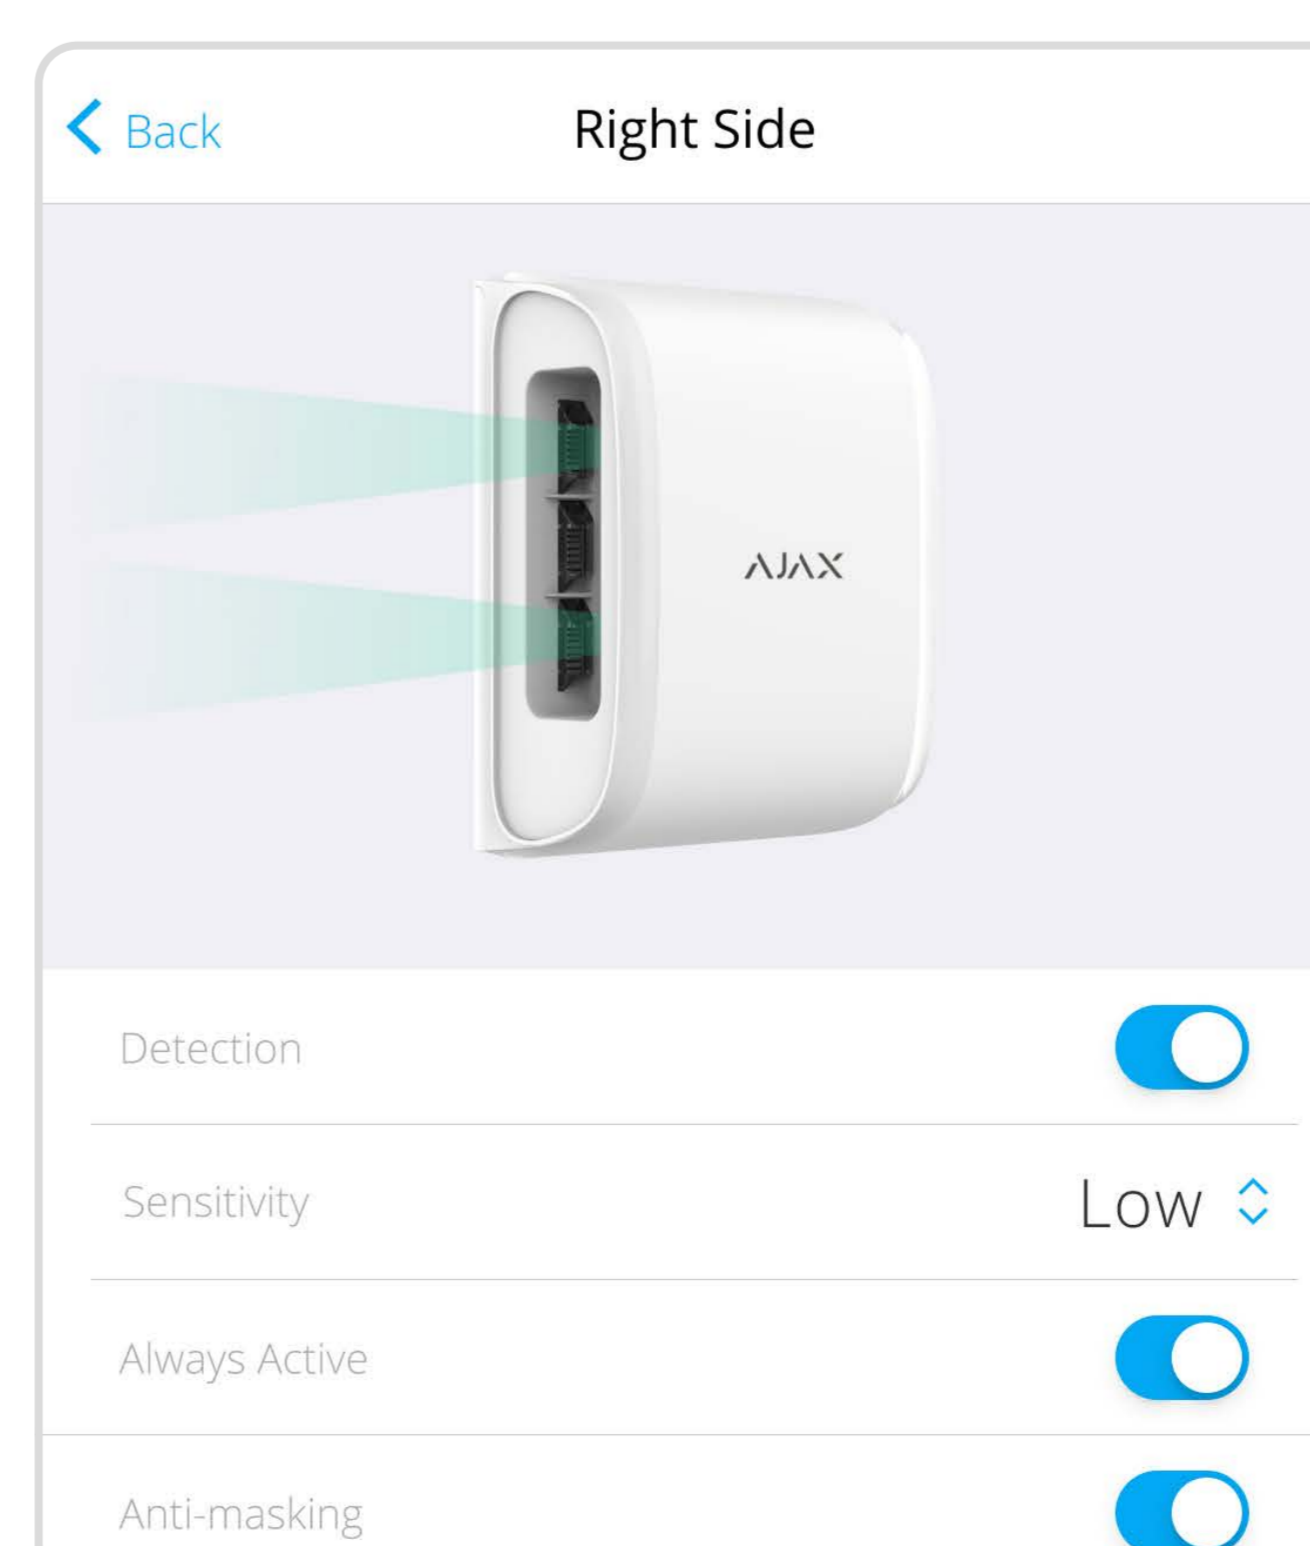 Back
Right Side
AJAX
Detection
Sensitivity
Low
Always Active
Anti-masking